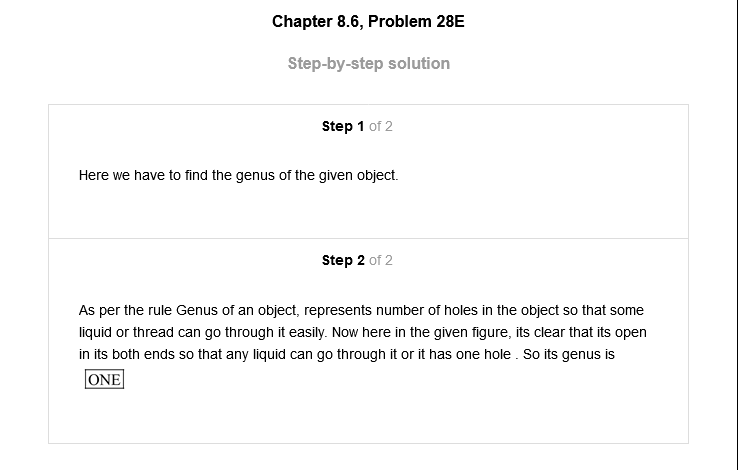 Chapter 8.6, Problem 28E
Step-by-step solution
Step 1 of 2
Here we have to find the genus of the given object.
Step 2 of 2
As per the rule Genus of an object, represents number of holes in the object so that some
liquid or thread can go through it easily. Now here in the given figure, its clear that its open
in its both ends so that any liquid can go through it or it has one hole . So its genus is
ONE